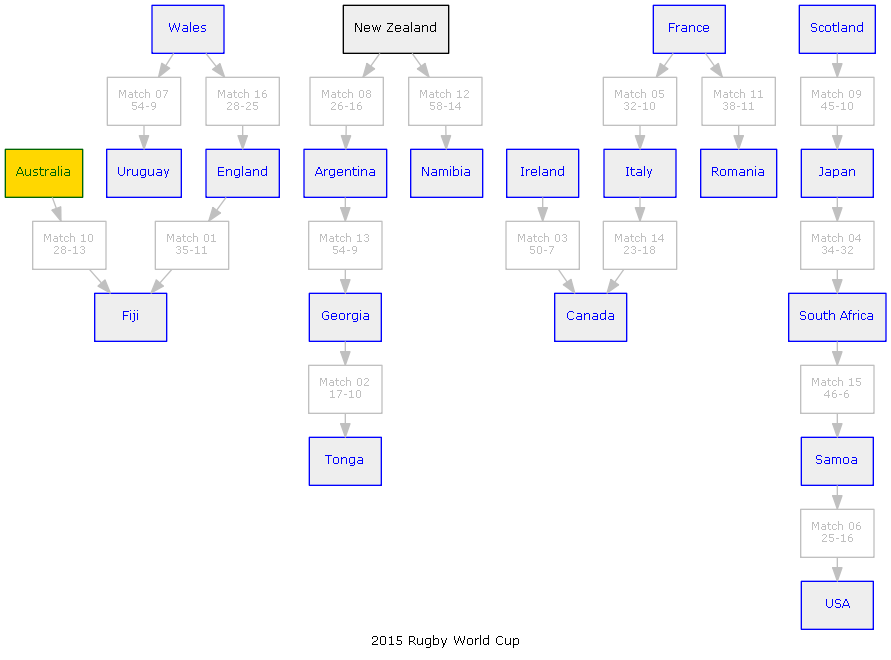 Wales
New Zealand
France
Scotland
Match 07
54-9
Match 16
28-25
Match 08
26-16
Match 12
58-14
Match 05
32-10
Match 11
38-11
Match 09
45-10
Australia
Uruguay
England
Argentina
Namibia
Ireland
Italy
Romania
Japan
Match 10
28-13
Match 01
35-11
Match 13
54-9
Match 03
50-7
Match 14
23-18
Match 04
34-32
Fiji
Georgia
Canada
South Africa
Match 02
17-10
Match 15
46-6
Tonga
Samoa
Match 06
25-16
USA
2015 Rugby World Cup